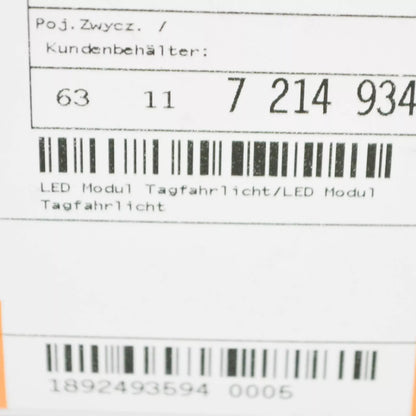 Poj.Zwycz. /
Kundenbehälter:
63 11 7 214 934
LED Modul Tagfahrlicht/LED Modul
Tagfahrlicht
1892493594 0005